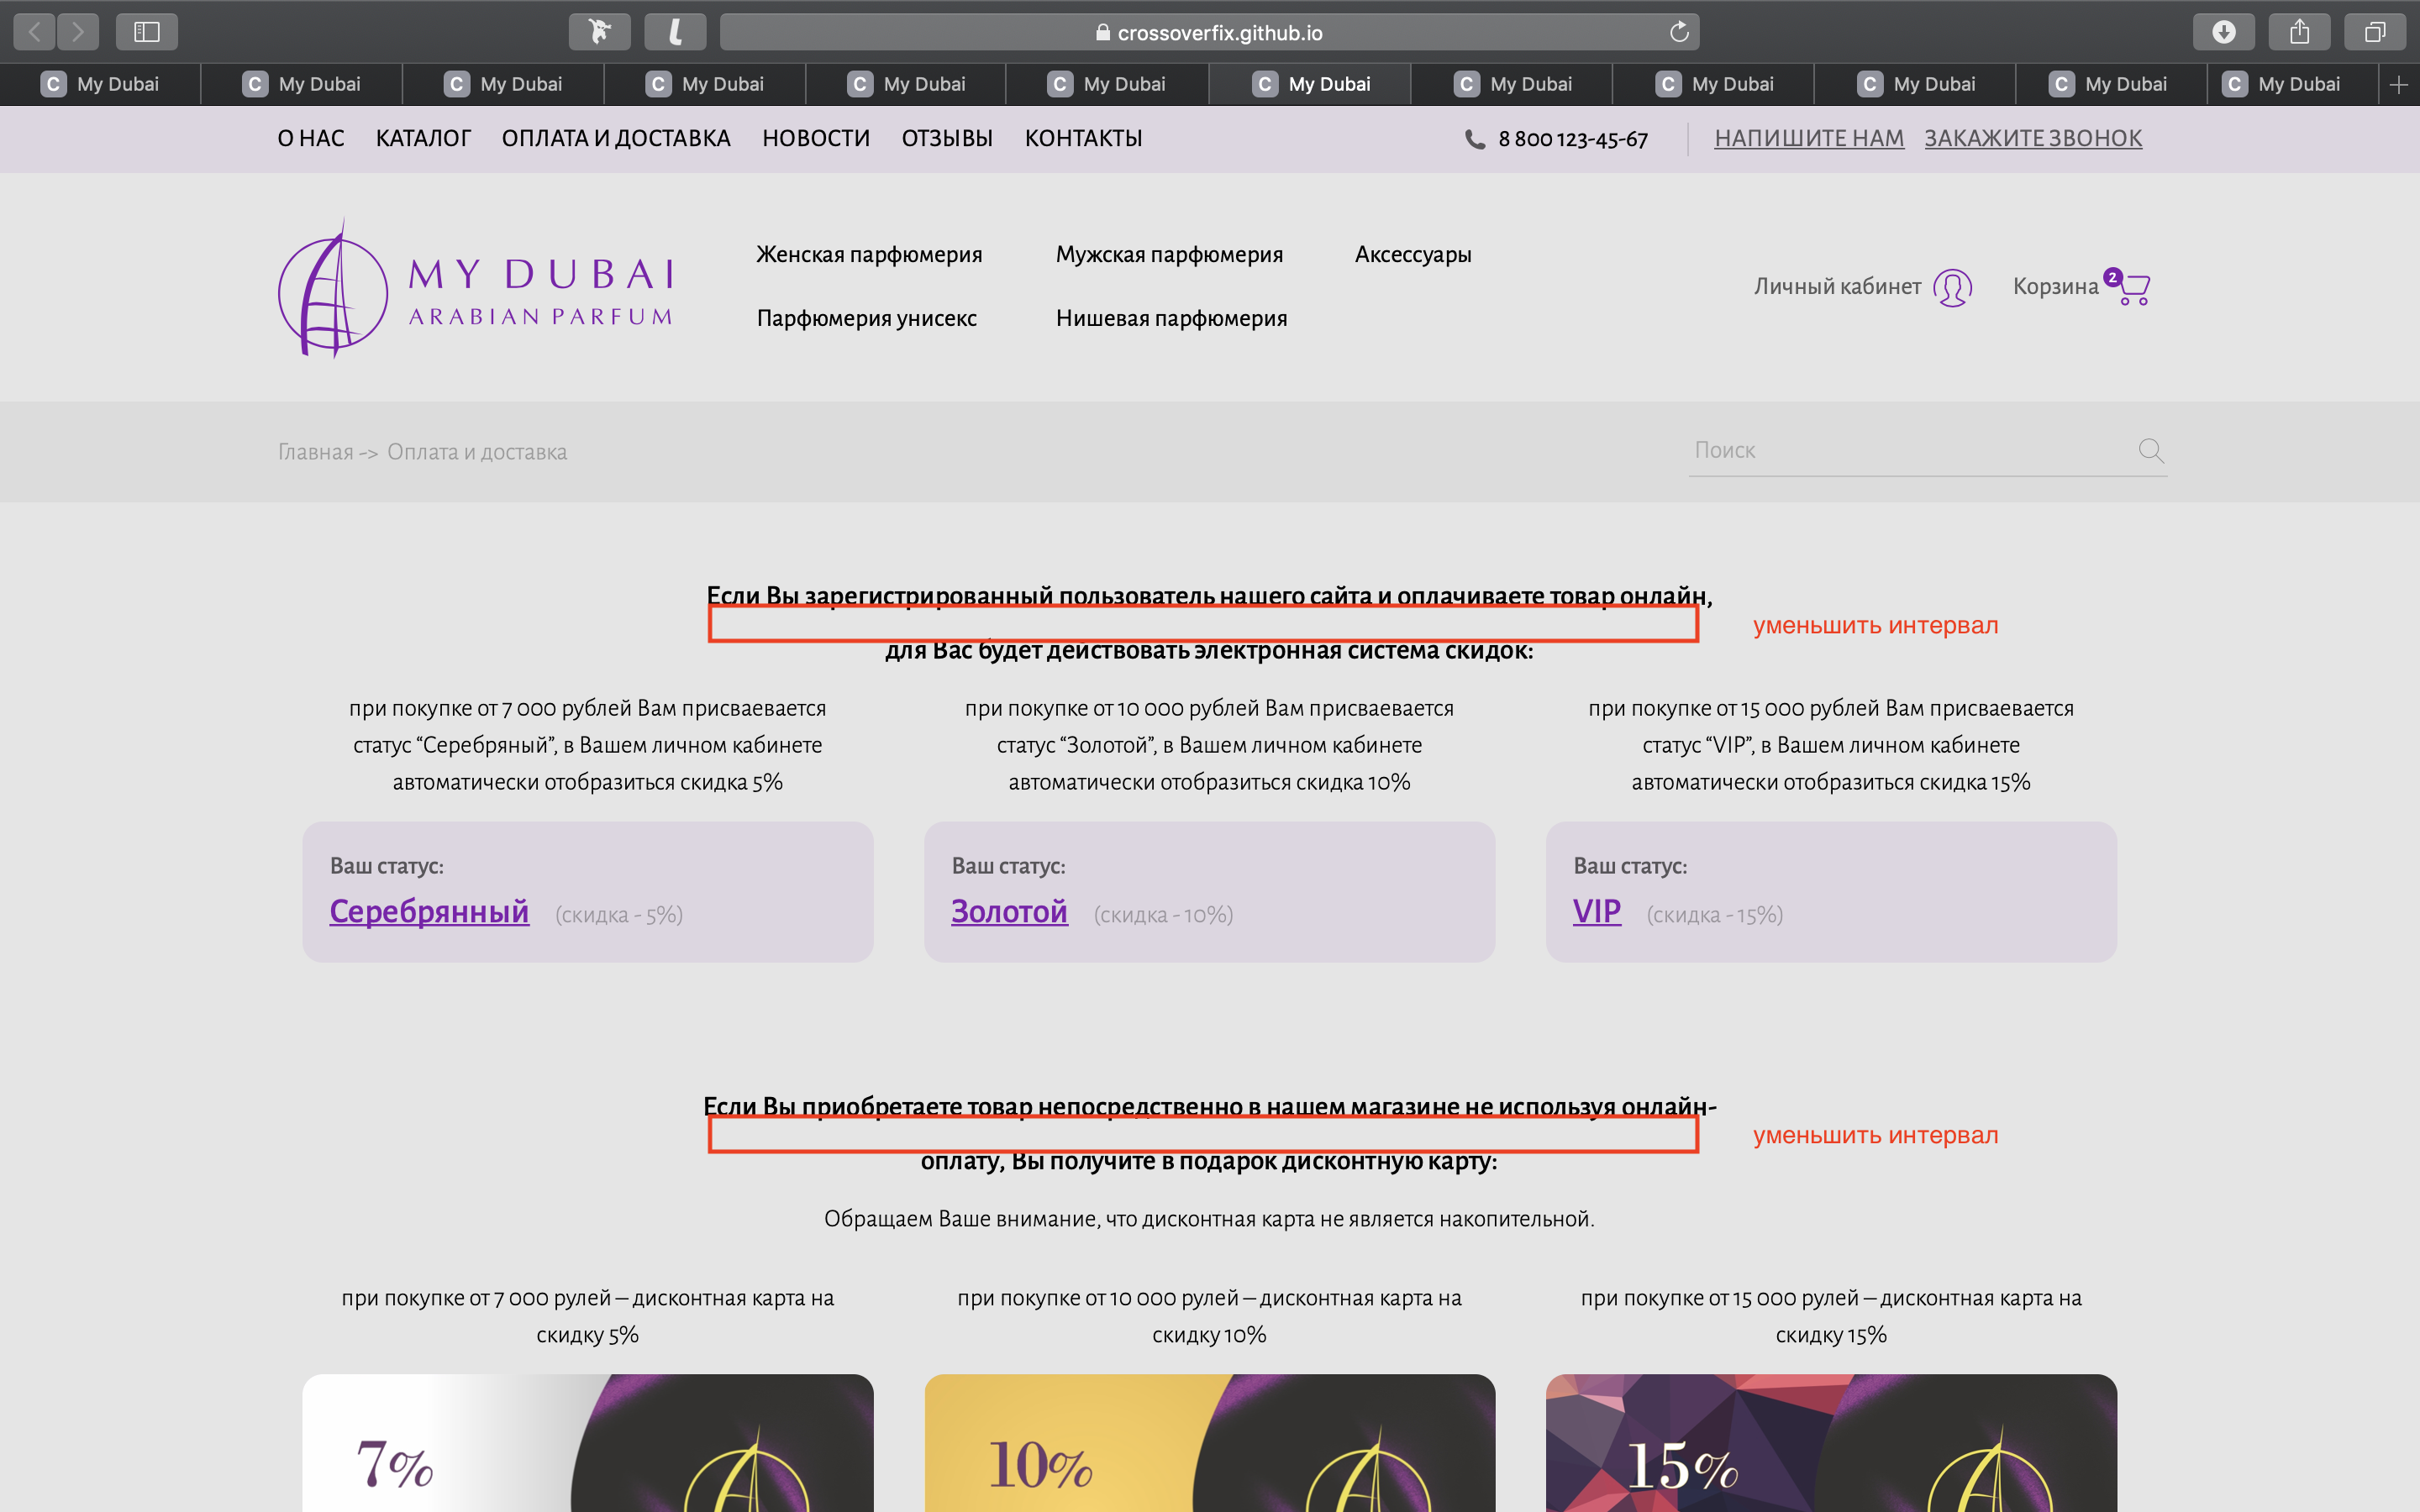 crossoverfix.github.io
C My Dubai C My Dubai C My Dubai C My Dubai C My Dubai C My Dubai C My Dubai C My Dubai C My Dubai C My Dubai C My Dubai C My Dubai
О НАС КАТАЛОГ ОПЛАТА И ДОСТАВКА НОВОСТИ ОТЗЫВЫ КОНТАКТЫ 8 800 123-45-67 НАПИШИТЕ НАМ ЗАКАЖИТЕ ЗВОНОК
MY DUBAI
ARABIAN PARFUM
Женская парфюмерия Мужская парфюмерия Аксессуары
Парфюмерия унисекс Нишевая парфюмерия
Личный кабинет Корзина 2
Главная -> Оплата и доставка Поиск
Если Вы зарегистрированный пользователь нашего сайта и оплачиваете товар онлайн,
уменьшить интервал
для Вас будет действовать электронная система скидок:
при покупке от 7 000 рублей Вам присваевается
статус “Серебряный”, в Вашем личном кабинете
автоматически отобразиться скидка 5%
при покупке от 10 000 рублей Вам присваевается
статус “Золотой”, в Вашем личном кабинете
автоматически отобразиться скидка 10%
при покупке от 15 000 рублей Вам присваевается
статус “VIP”, в Вашем личном кабинете
автоматически отобразиться скидка 15%
Ваш статус:
Серебрянный (скидка - 5%)
Ваш статус:
Золотой (скидка - 10%)
Ваш статус:
VIP (скидка - 15%)
Если Вы приобретаете товар непосредственно в нашем магазине не используя онлайн-
уменьшить интервал
оплату, Вы получите в подарок дисконтную карту:
Обращаем Ваше внимание, что дисконтная карта не является накопительной.
при покупке от 7 000 рулей – дисконтная карта на
скидку 5%
при покупке от 10 000 рулей – дисконтная карта на
скидку 10%
при покупке от 15 000 рулей – дисконтная карта на
скидку 15%
7%
10%
15%